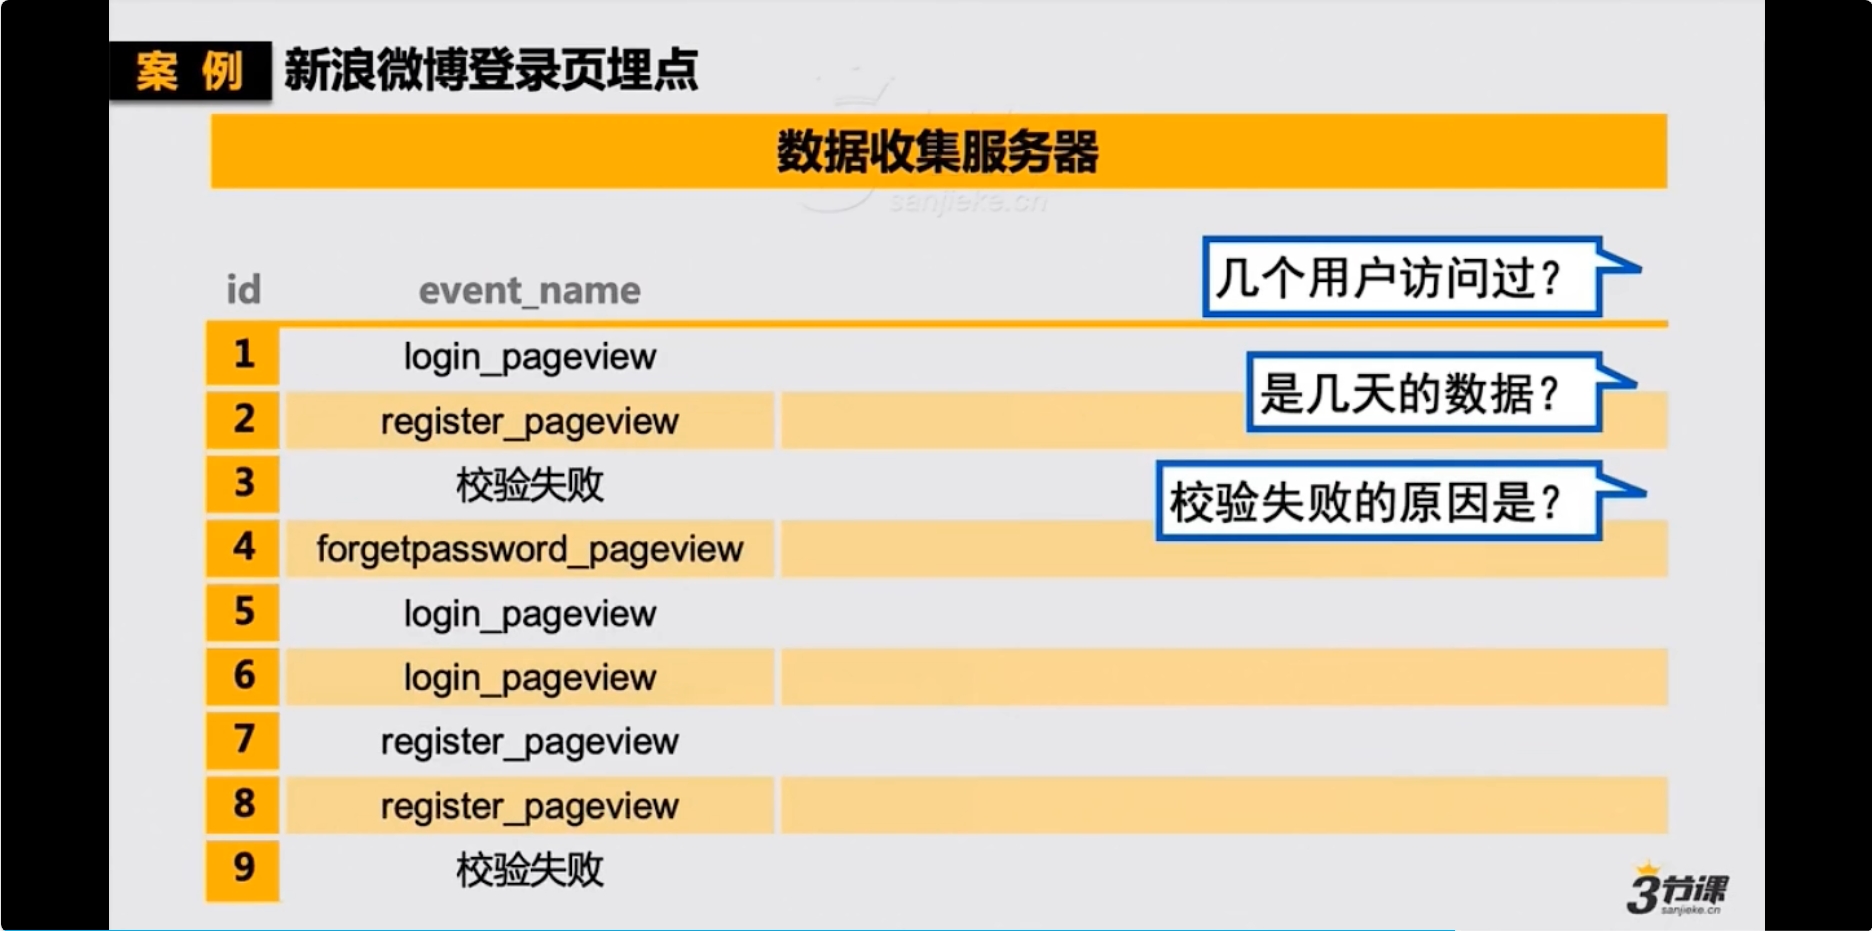 案 例 新浪微博登录页埋点
数据收集服务器
sanjieke.cn
id event_name
几个用户访问过？
1 login_pageview
是几天的数据？
2 register_pageview
3 校验失败
校验失败的原因是？
4 forgetpassword_pageview
5 login_pageview
6 login_pageview
7 register_pageview
8 register_pageview
9 校验失败
3节课
sanjieke.cn